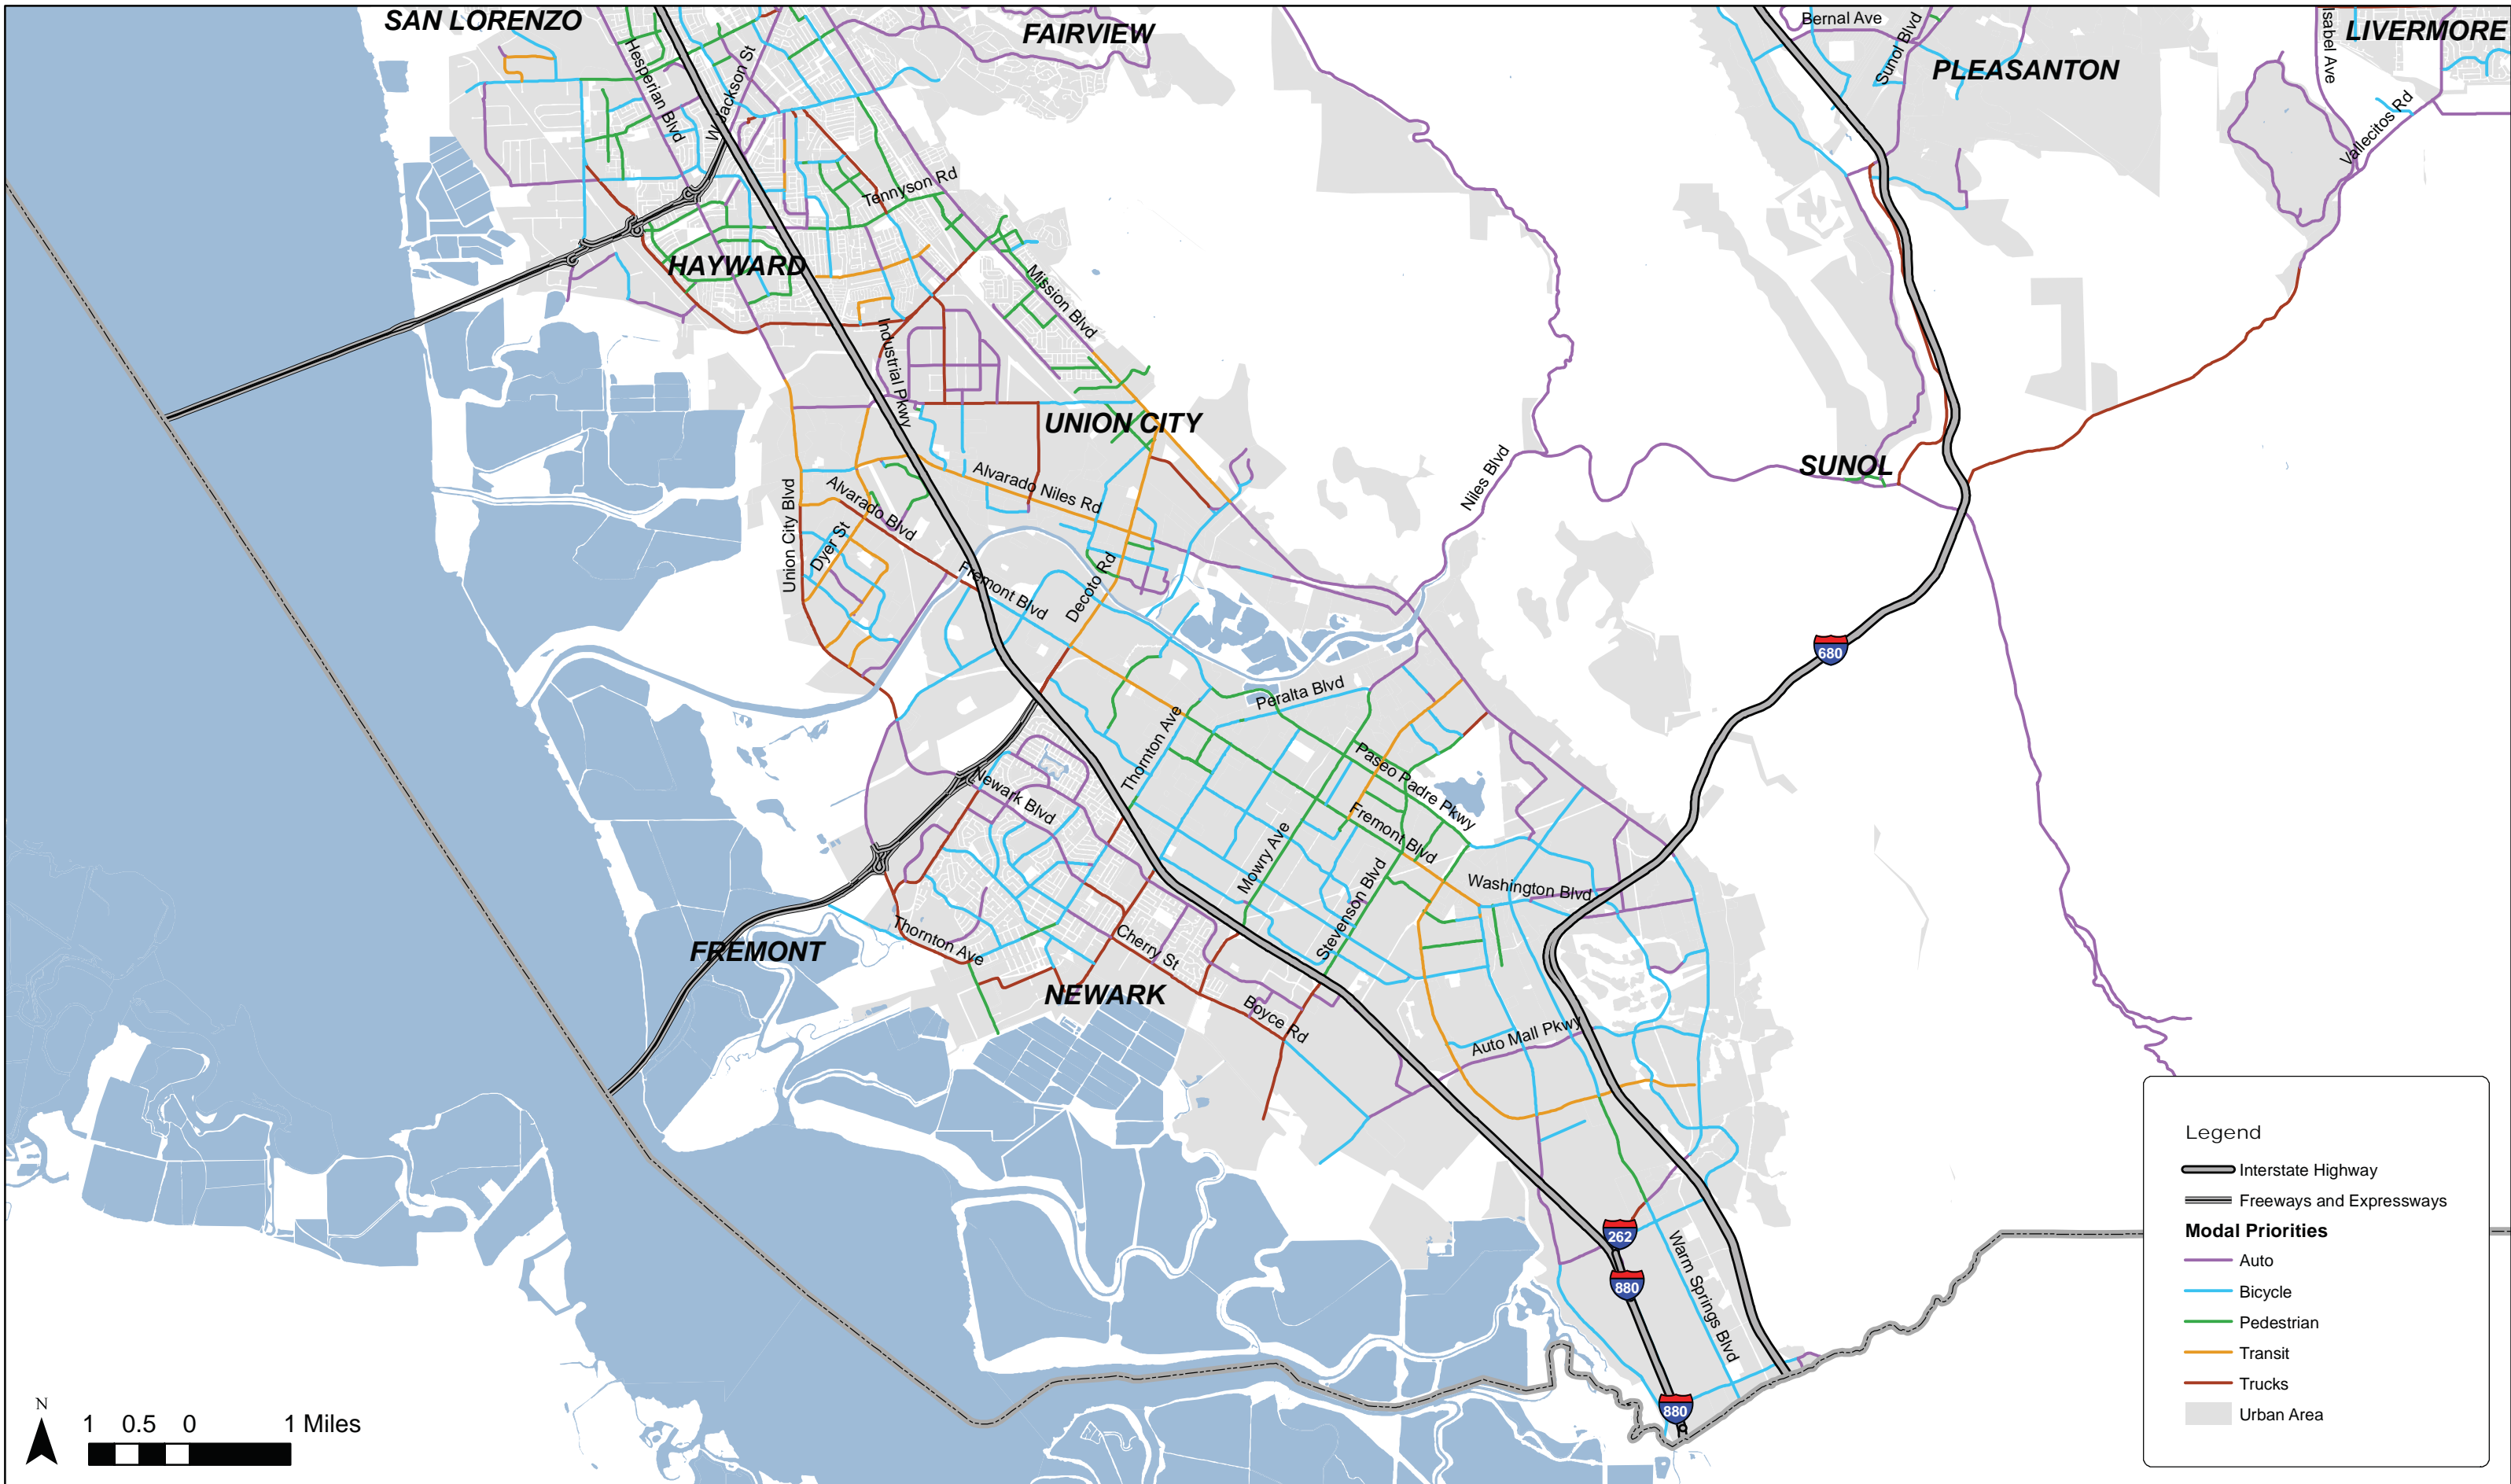 SAN LORENZO
FAIRVIEW
Bernal Ave
Sunol Blvd
PLEASANTON
Isabel Ave
LIVERMORE
Hesperian Blvd
W Jackson St
Vallecitos Rd
Tennyson Rd
HAYWARD
Mission Blvd
Industrial Pkwy
UNION CITY
SUNOL
Niles Blvd
Alvarado Niles Rd
Union City Blvd
Alvarado Blvd
Dyer St
Fremont Blvd
Decoto Rd
680
Peralta Blvd
Thornton Ave
Paseo Padre Pkwy
Newark Blvd
Fremont Blvd
Mowry Ave
Stevenson Blvd
Washington Blvd
FREMONT
Thornton Ave
Cherry St
NEWARK
Boyce Rd
Auto Mall Pkwy
262
880
Warm Springs Blvd
880
Legend
Interstate Highway
Freeways and Expressways
Modal Priorities
Auto
Bicycle
Pedestrian
Transit
Trucks
Urban Area
N
1 0.5 0 1 Miles